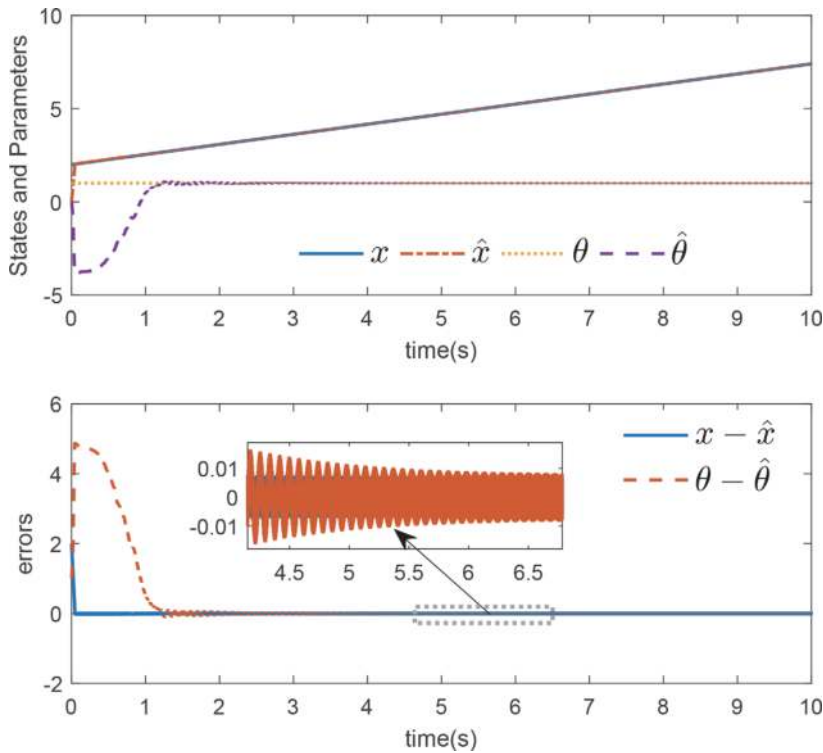 States and Parameters
10
5
0
-5
x x̂ θ θ̂
0 1 2 3 4 5 6 7 8 9 10
time(s)
errors
6
4
2
0
-2
x − x̂
θ − θ̂
0.01
0
-0.01
4.5 5 5.5 6 6.5
0 1 2 3 4 5 6 7 8 9 10
time(s)